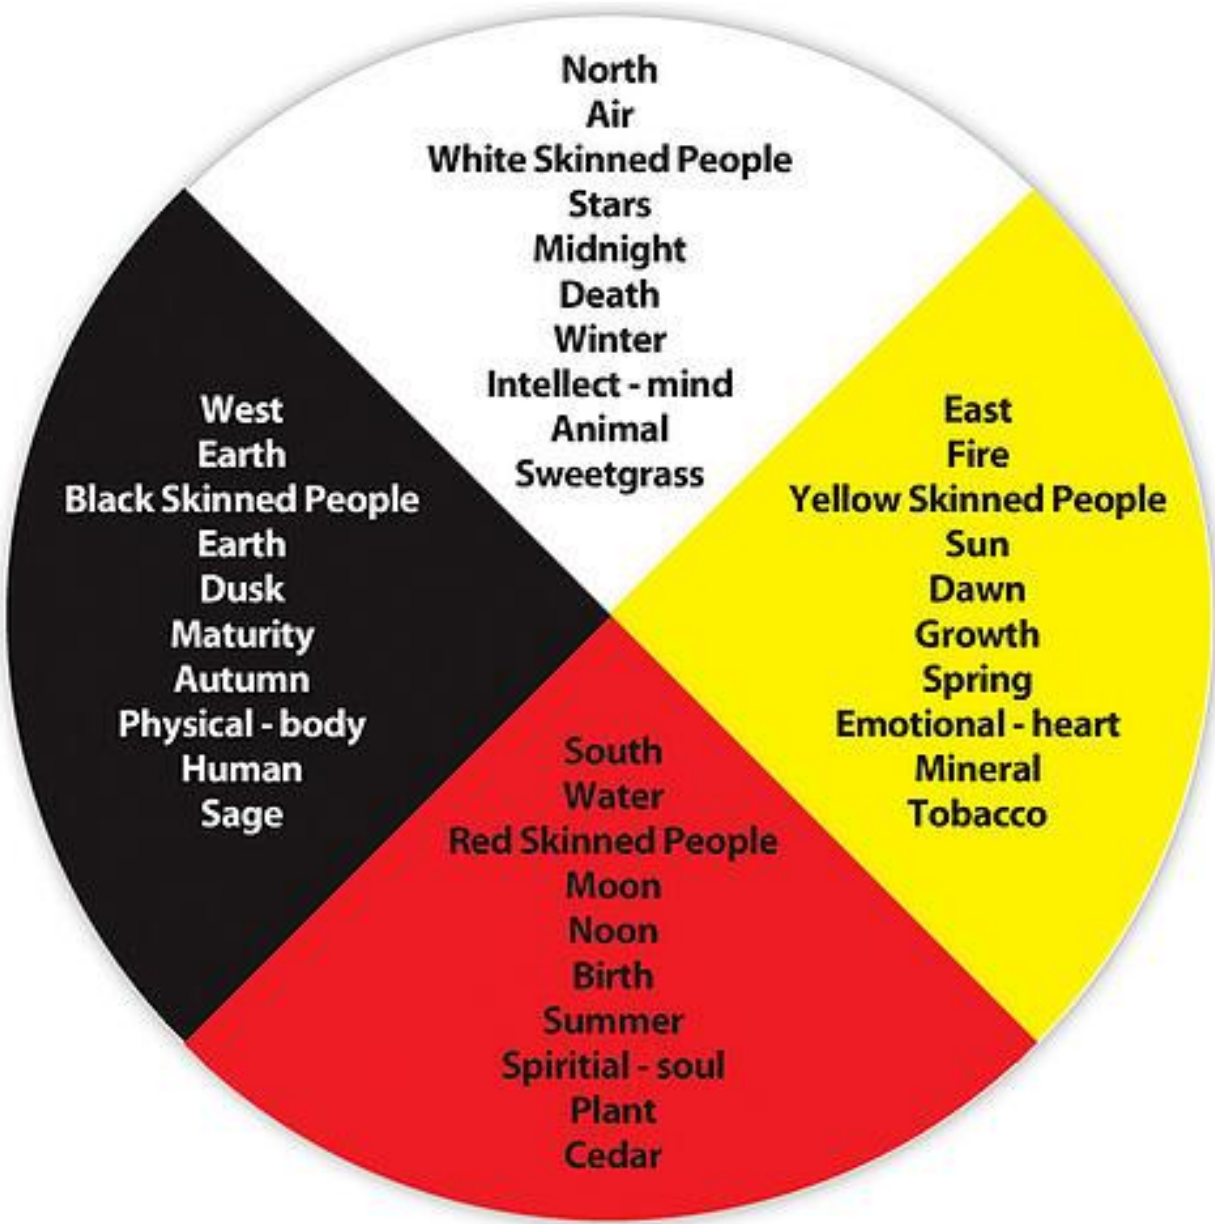 North
Air
White Skinned People
Stars
Midnight
Death
Winter
Intellect - mind
Animal
Sweetgrass
West
Earth
Black Skinned People
Earth
Dusk
Maturity
Autumn
Physical - body
Human
Sage
East
Fire
Yellow Skinned People
Sun
Dawn
Growth
Spring
Emotional - heart
Mineral
Tobacco
South
Water
Red Skinned People
Moon
Noon
Birth
Summer
Spiritial - soul
Plant
Cedar